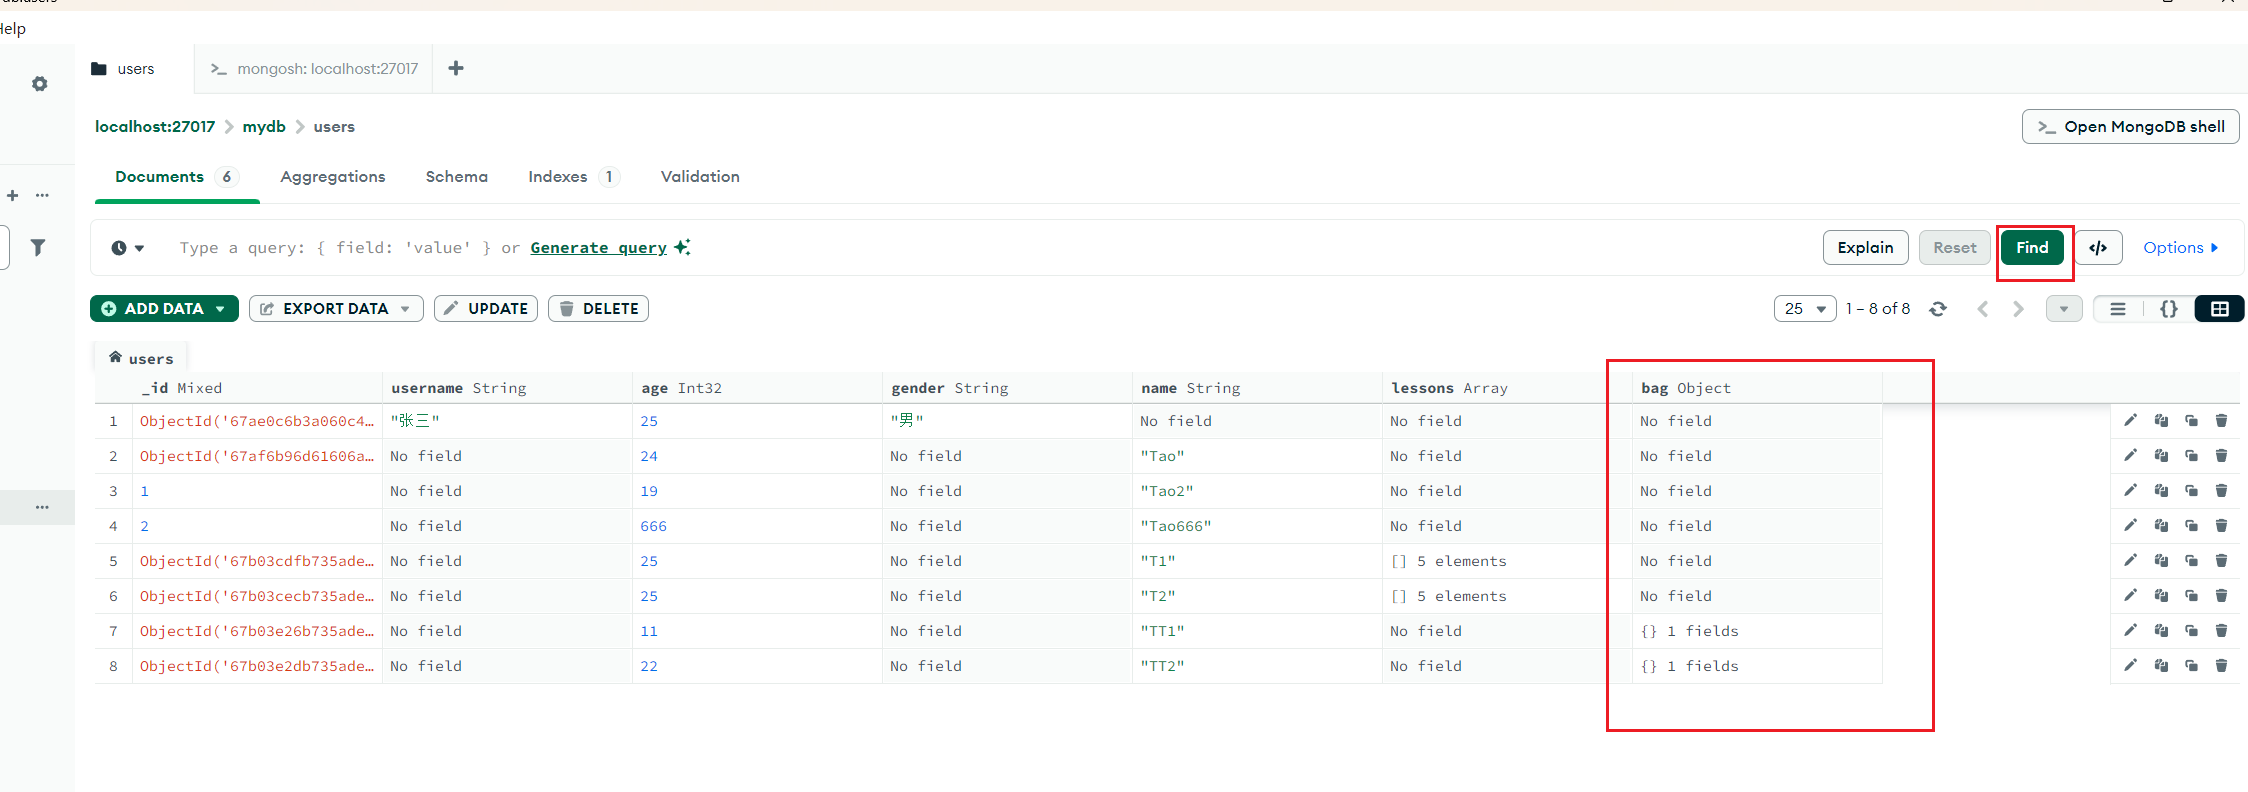 Help
users
>_ mongosh: localhost:27017 +
localhost:27017 > mydb > users
>_ Open MongoDB shell
Documents 6 Aggregations Schema Indexes 1 Validation
Type a query: { field: 'value' } or Generate query
Explain Reset Find </> Options
ADD DATA EXPORT DATA UPDATE DELETE
25 1 – 8 of 8 {}
users
_id Mixed username String age Int32 gender String name String lessons Array bag Object
1 ObjectId('67ae0c6b3a060c4… "张三" 25 "男" No field No field No field
2 ObjectId('67af6b96d61606a… No field 24 No field "Tao" No field No field
3 1 No field 19 No field "Tao2" No field No field
4 2 No field 666 No field "Tao666" No field No field
5 ObjectId('67b03cdfb735ade… No field 25 No field "T1" [] 5 elements No field
6 ObjectId('67b03cecb735ade… No field 25 No field "T2" [] 5 elements No field
7 ObjectId('67b03e26b735ade… No field 11 No field "TT1" No field {} 1 fields
8 ObjectId('67b03e2db735ade… No field 22 No field "TT2" No field {} 1 fields